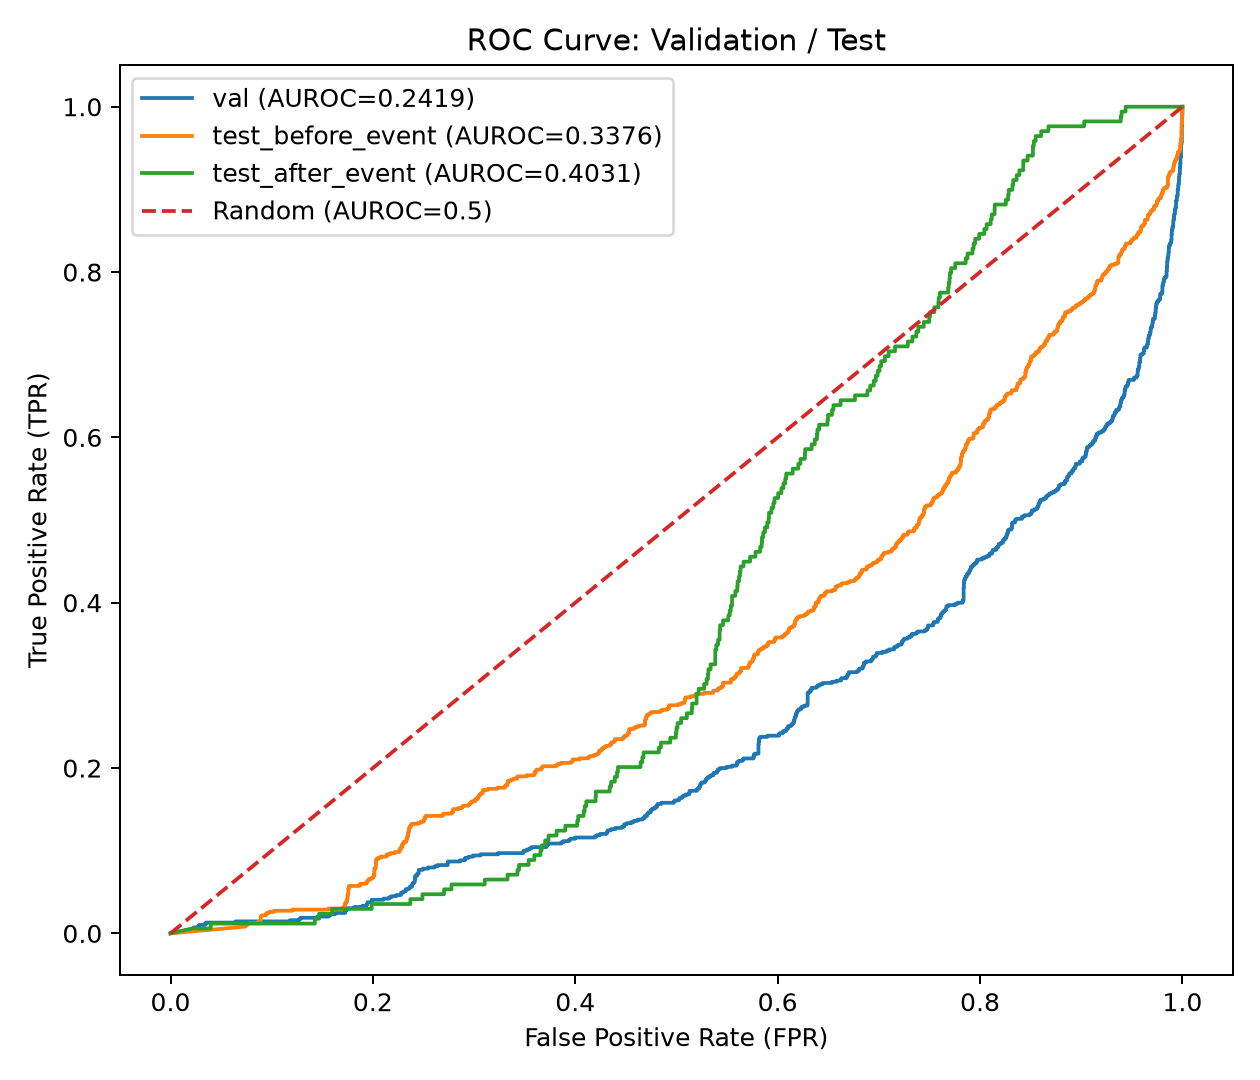 ROC Curve: Validation / Test
val (AUROC=0.2419)
test_before_event (AUROC=0.3376)
test_after_event (AUROC=0.4031)
Random (AUROC=0.5)
True Positive Rate (TPR)
1.0
0.8
0.6
0.4
0.2
0.0
0.0 0.2 0.4 0.6 0.8 1.0
False Positive Rate (FPR)